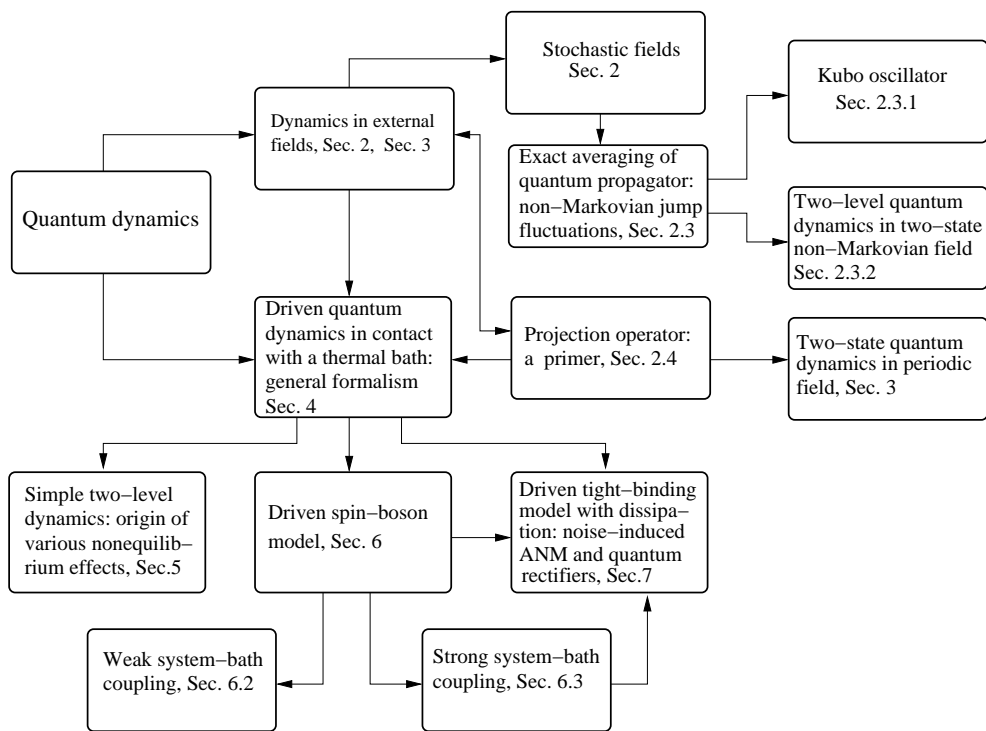 Stochastic fields
Sec. 2
Kubo oscillator
Sec. 2.3.1
Dynamics in external
fields, Sec. 2, Sec. 3
Exact averaging of
quantum propagator:
non−Markovian jump
fluctuations, Sec. 2.3
Quantum dynamics
Two−level quantum
dynamics in two−state
non−Markovian field
Sec. 2.3.2
Driven quantum
dynamics in contact
with a thermal bath:
general formalism
Sec. 4
Projection operator:
a primer, Sec. 2.4
Two−state quantum
dynamics in periodic
field, Sec. 3
Simple two−level
dynamics: origin of
various nonequilib−
rium effects, Sec.5
Driven spin−boson
model, Sec. 6
Driven tight−binding
model with dissipa−
tion: noise−induced
ANM and quantum
rectifiers, Sec.7
Weak system−bath
coupling, Sec. 6.2
Strong system−bath
coupling, Sec. 6.3